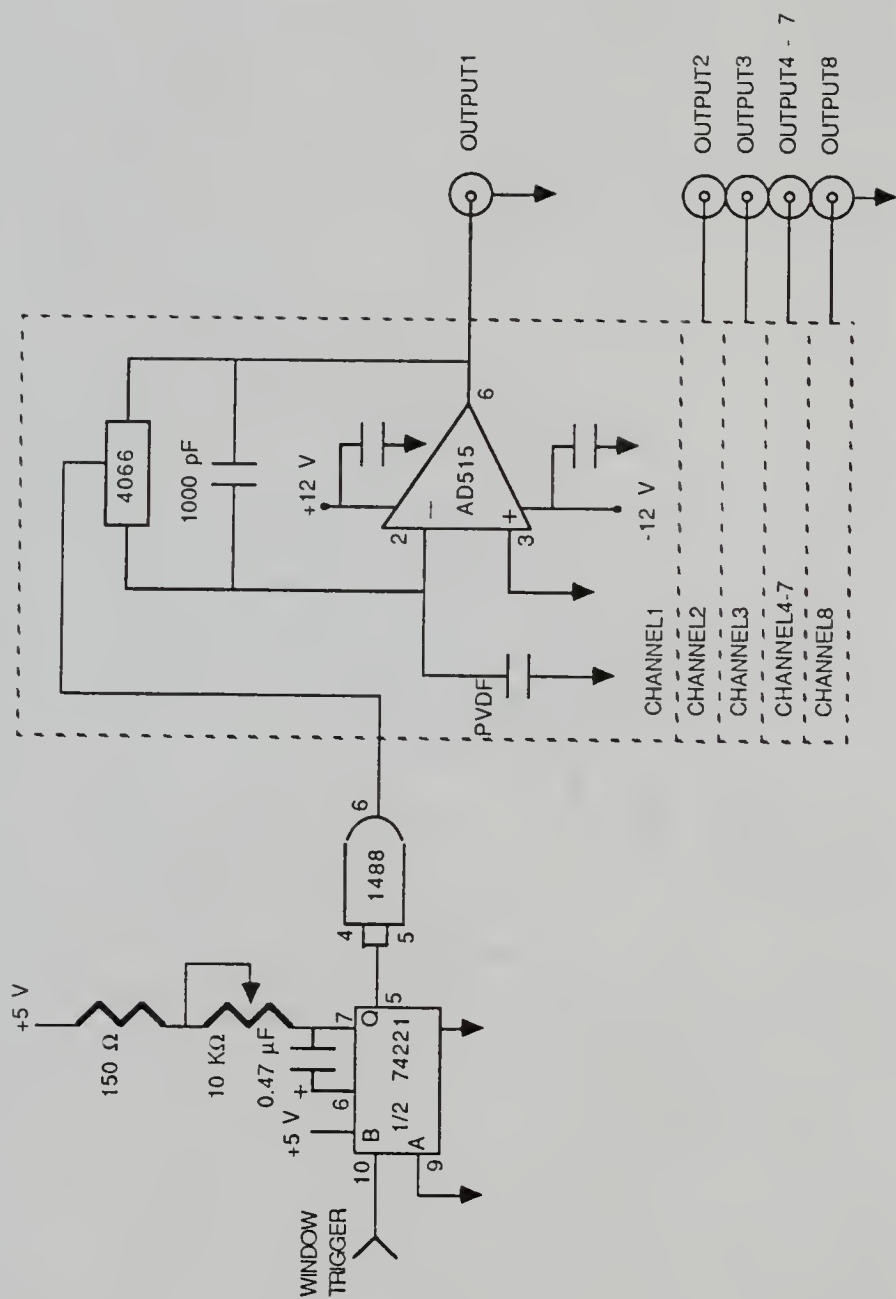 +5 V
150 Ω
10 KΩ
0.47 µF
+
+5 V
6
7
WINDOW
TRIGGER
10
B
Q
5
1/2 74221
A
9
4
5
1488
6
4066
1000 pF
+12 V
2
−
AD515
6
+
3
-12 V
PVDF
OUTPUT1
CHANNEL1
CHANNEL2
OUTPUT2
CHANNEL3
OUTPUT3
CHANNEL4-7
OUTPUT4 - 7
CHANNEL8
OUTPUT8